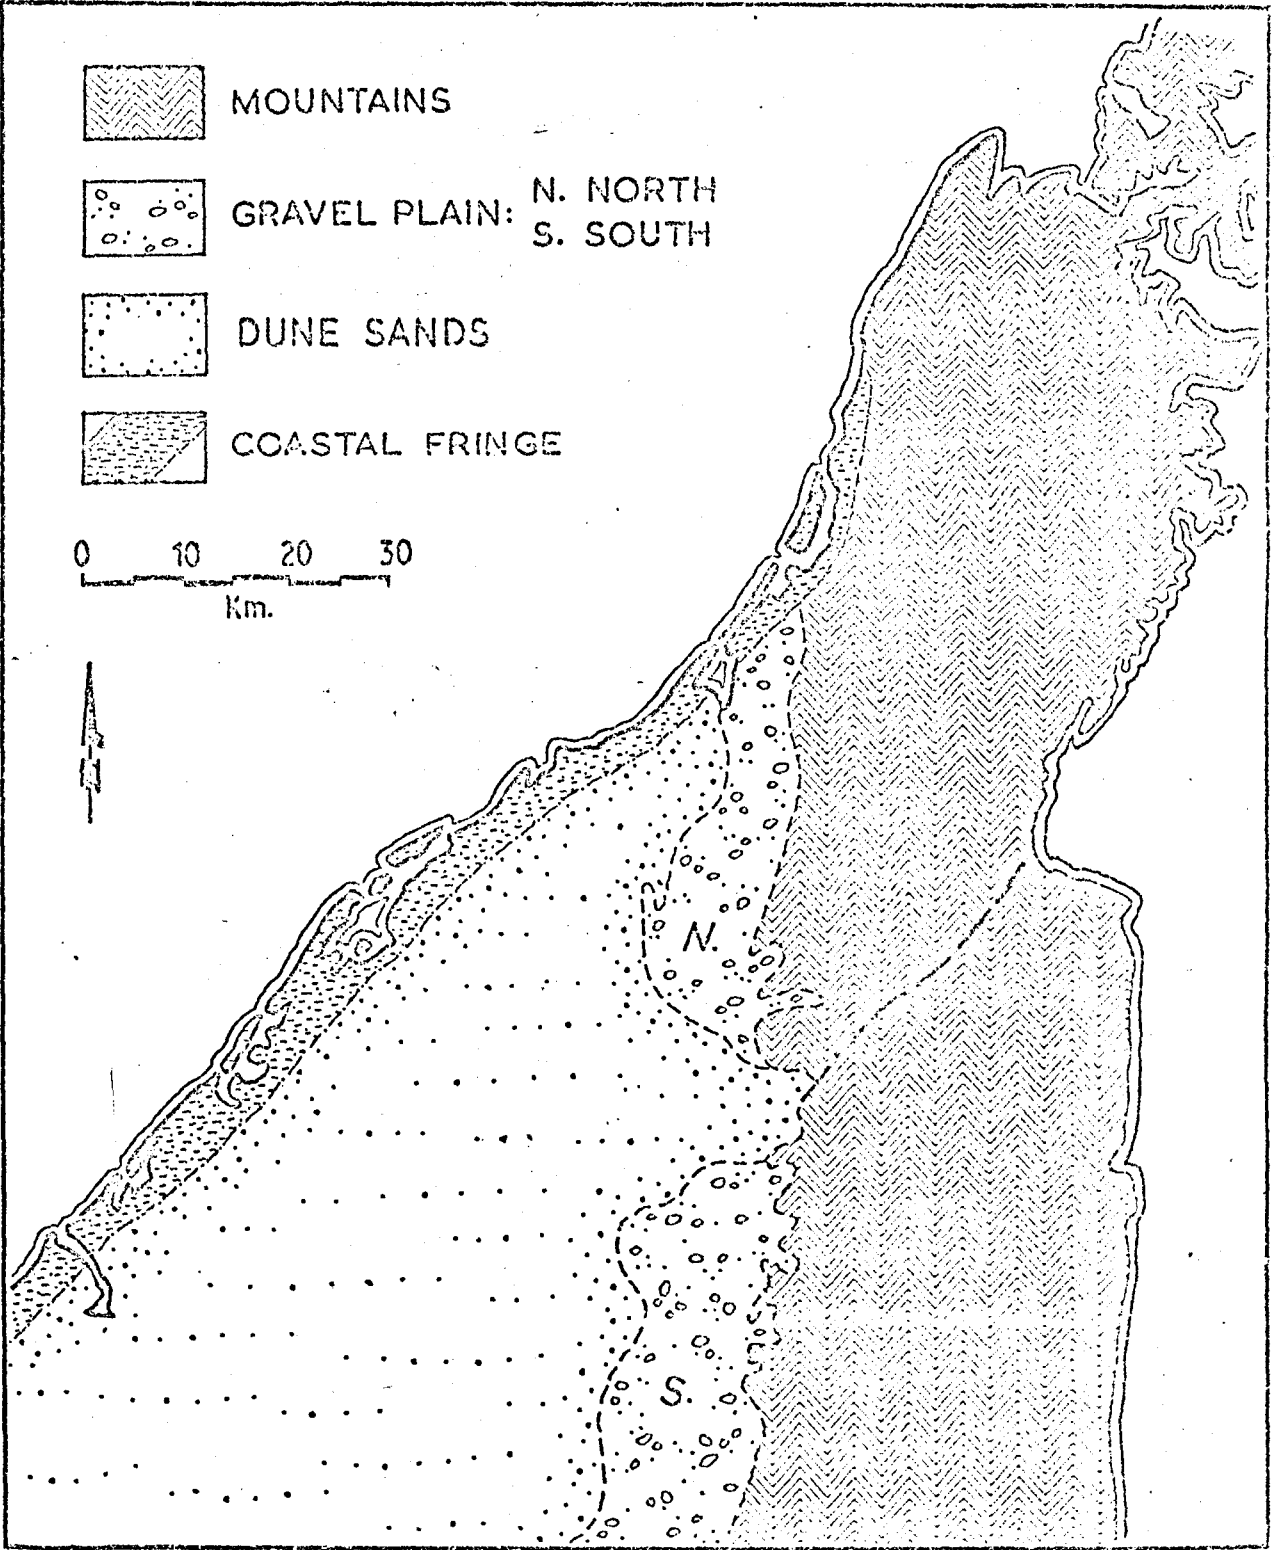 MOUNTAINS
GRAVEL PLAIN: N. NORTH
S. SOUTH
DUNE SANDS
COASTAL FRINGE
0 10 20 30
Km.
N.
S.